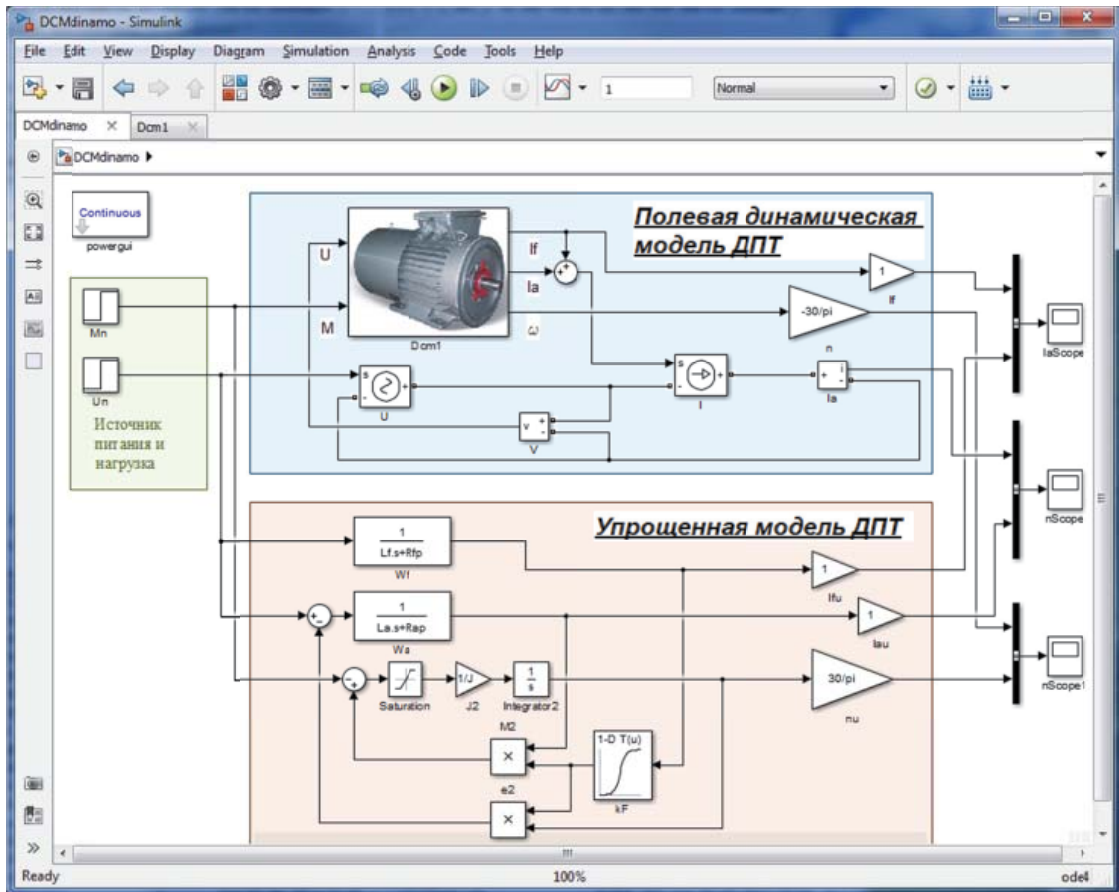 DCMdinamo - Simulink
File Edit View Display Diagram Simulation Analysis Code Tools Help
1
Normal
DCMdinamo
Dcm1
DCMdinamo
Continuous
powergui
Полевая динамическая
модель ДПТ
U
M
If
Ia
ω
Dcm1
1
If
-30/pi
n
Mn
Un
Источник
питания и
нагрузка
s
+
-
U
s
+
-
I
+
i
-
Ia
v
+
-
V
IaScope
nScope
nScope1
Упрощенная модель ДПТ
1
Lf.s+Rfp
Wf
1
Ifu
1
La.s+Rap
Wa
1
Iau
Saturation
1/J
J2
1
s
Integrator2
30/pi
nu
M2
×
e2
×
1-D T(u)
kF
Ready
100%
ode4